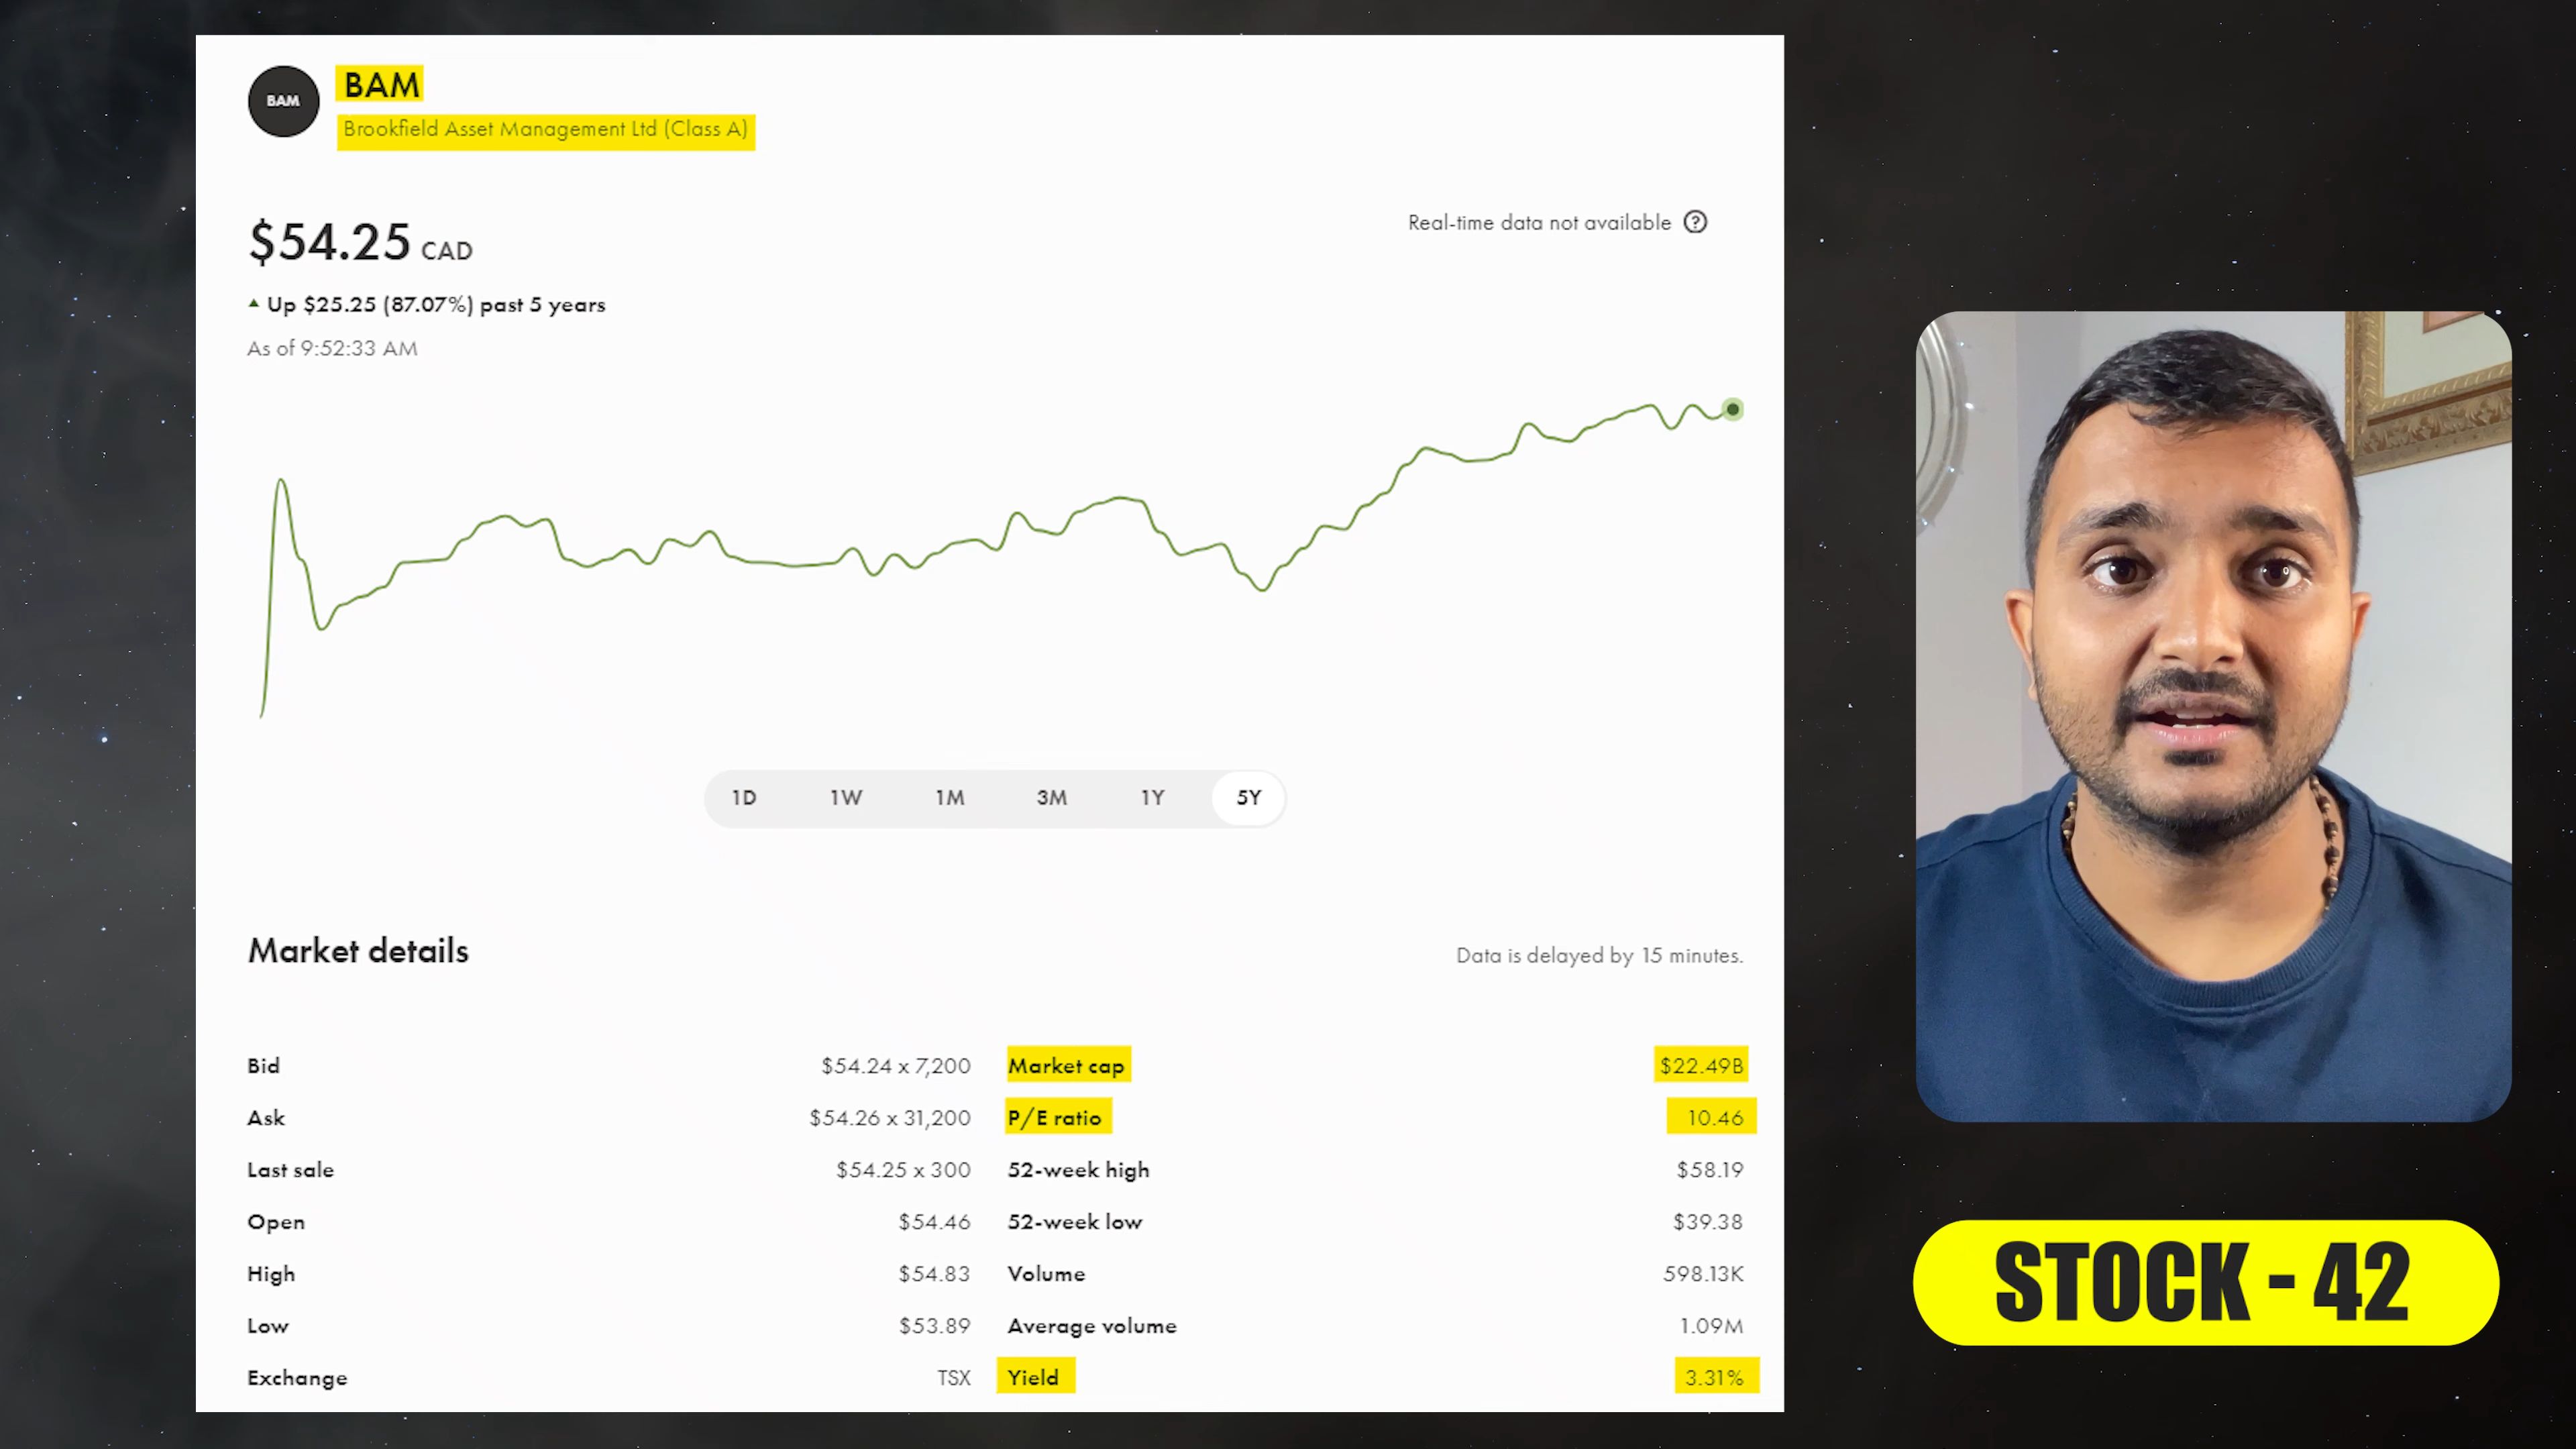 BAM
BAM
Brookfield Asset Management Ltd (Class A)
$54.25 CAD
Real-time data not available ?
Up $25.25 (87.07%) past 5 years
As of 9:52:33 AM
1D 1W 1M 3M 1Y 5Y
Market details
Data is delayed by 15 minutes.
Bid $54.24 x 7,200 Market cap $22.49B
Ask $54.26 x 31,200 P/E ratio 10.46
Last sale $54.25 x 300 52-week high $58.19
Open $54.46 52-week low $39.38
High $54.83 Volume 598.13K
Low $53.89 Average volume 1.09M
Exchange TSX Yield 3.31%
STOCK - 42